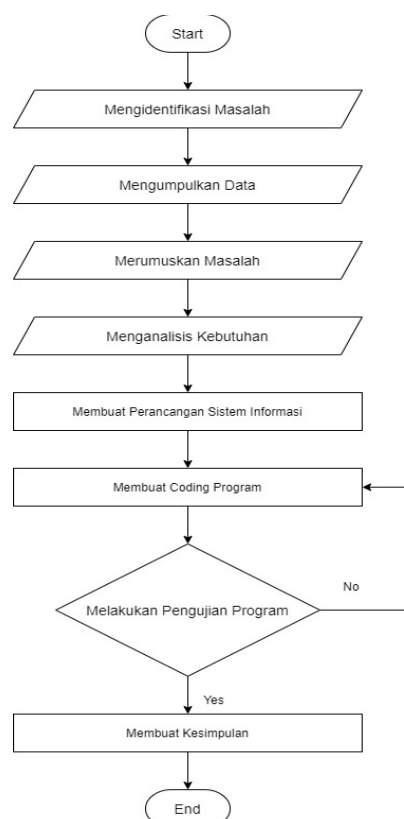 Start
Mengidentifikasi Masalah
Mengumpulkan Data
Merumuskan Masalah
Menganalisis Kebutuhan
Membuat Perancangan Sistem Informasi
Membuat Coding Program
Melakukan Pengujian Program
No
Yes
Membuat Kesimpulan
End